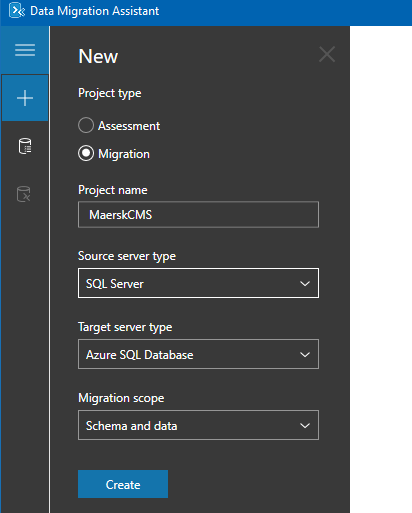 Data Migration Assistant
New
Project type
Assessment
Migration
Project name
MaerskCMS
Source server type
SQL Server
Target server type
Azure SQL Database
Migration scope
Schema and data
Create